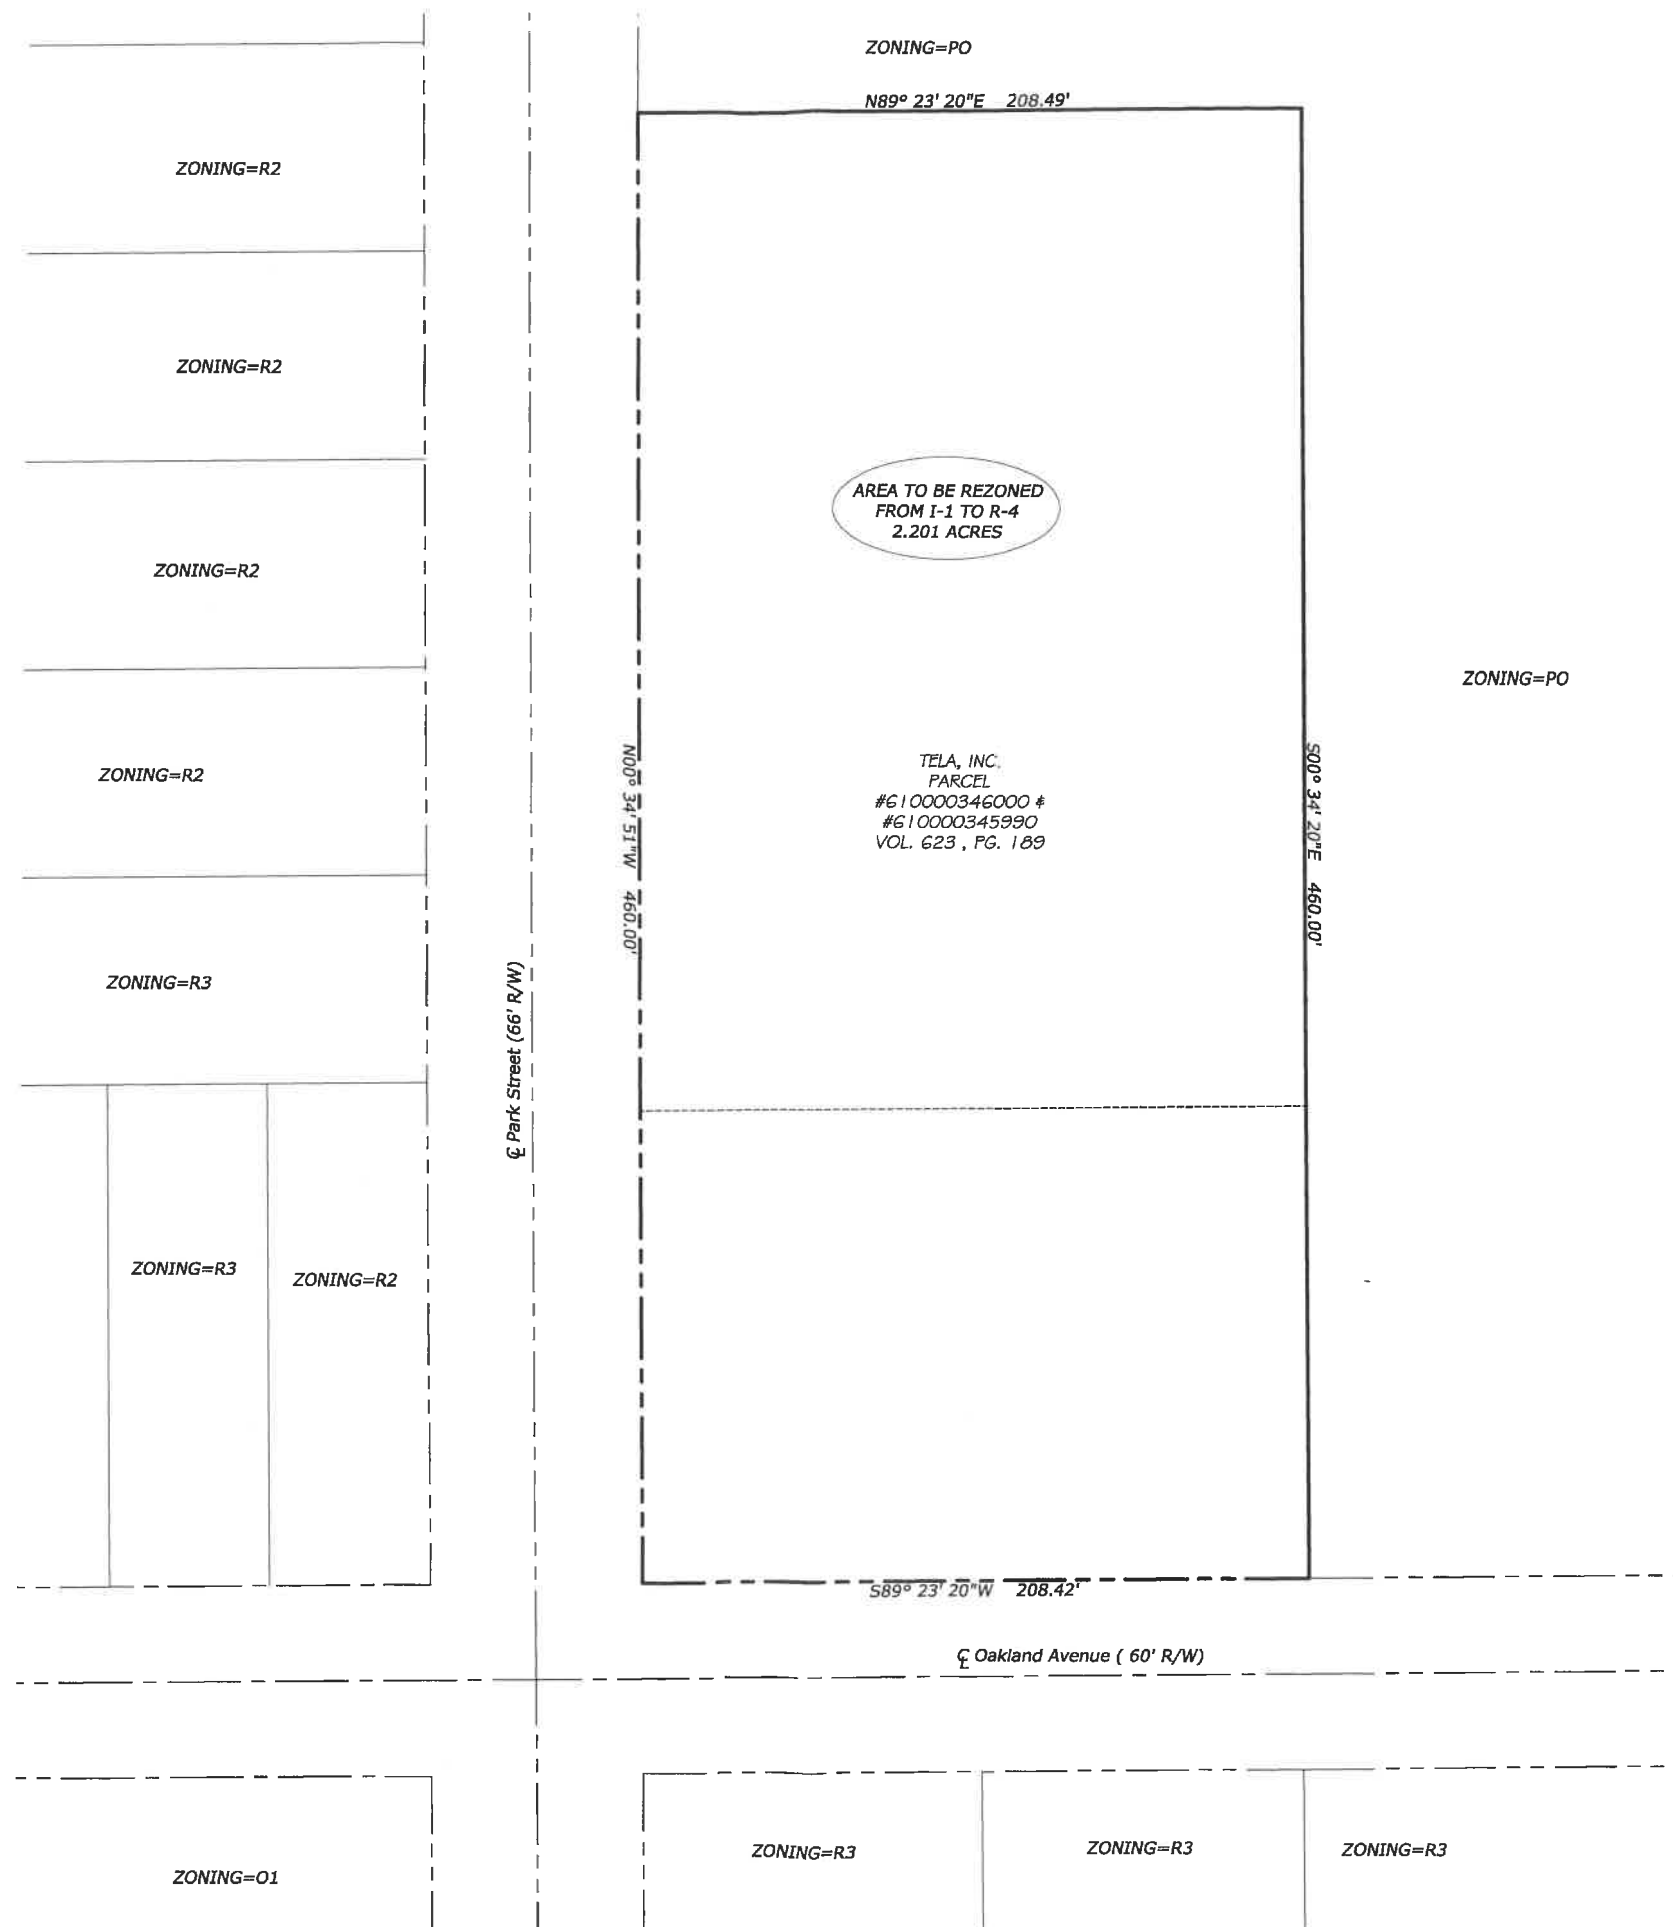 ZONING=PO
N89° 23' 20"E 208.49'
ZONING=R2
ZONING=R2
AREA TO BE REZONED
FROM I-1 TO R-4
2.201 ACRES
ZONING=R2
ZONING=PO
ZONING=R2
N00° 34' 51"W 460.00'
TELA, INC.
PARCEL
#610000346000 &
#610000345990
VOL. 623 , PG. 189
S00° 34' 20"E 460.00'
ZONING=R3
℄ Park Street (66' R/W)
ZONING=R3
ZONING=R2
S89° 23' 20"W 208.42'
℄ Oakland Avenue ( 60' R/W)
ZONING=R3
ZONING=R3
ZONING=R3
ZONING=O1